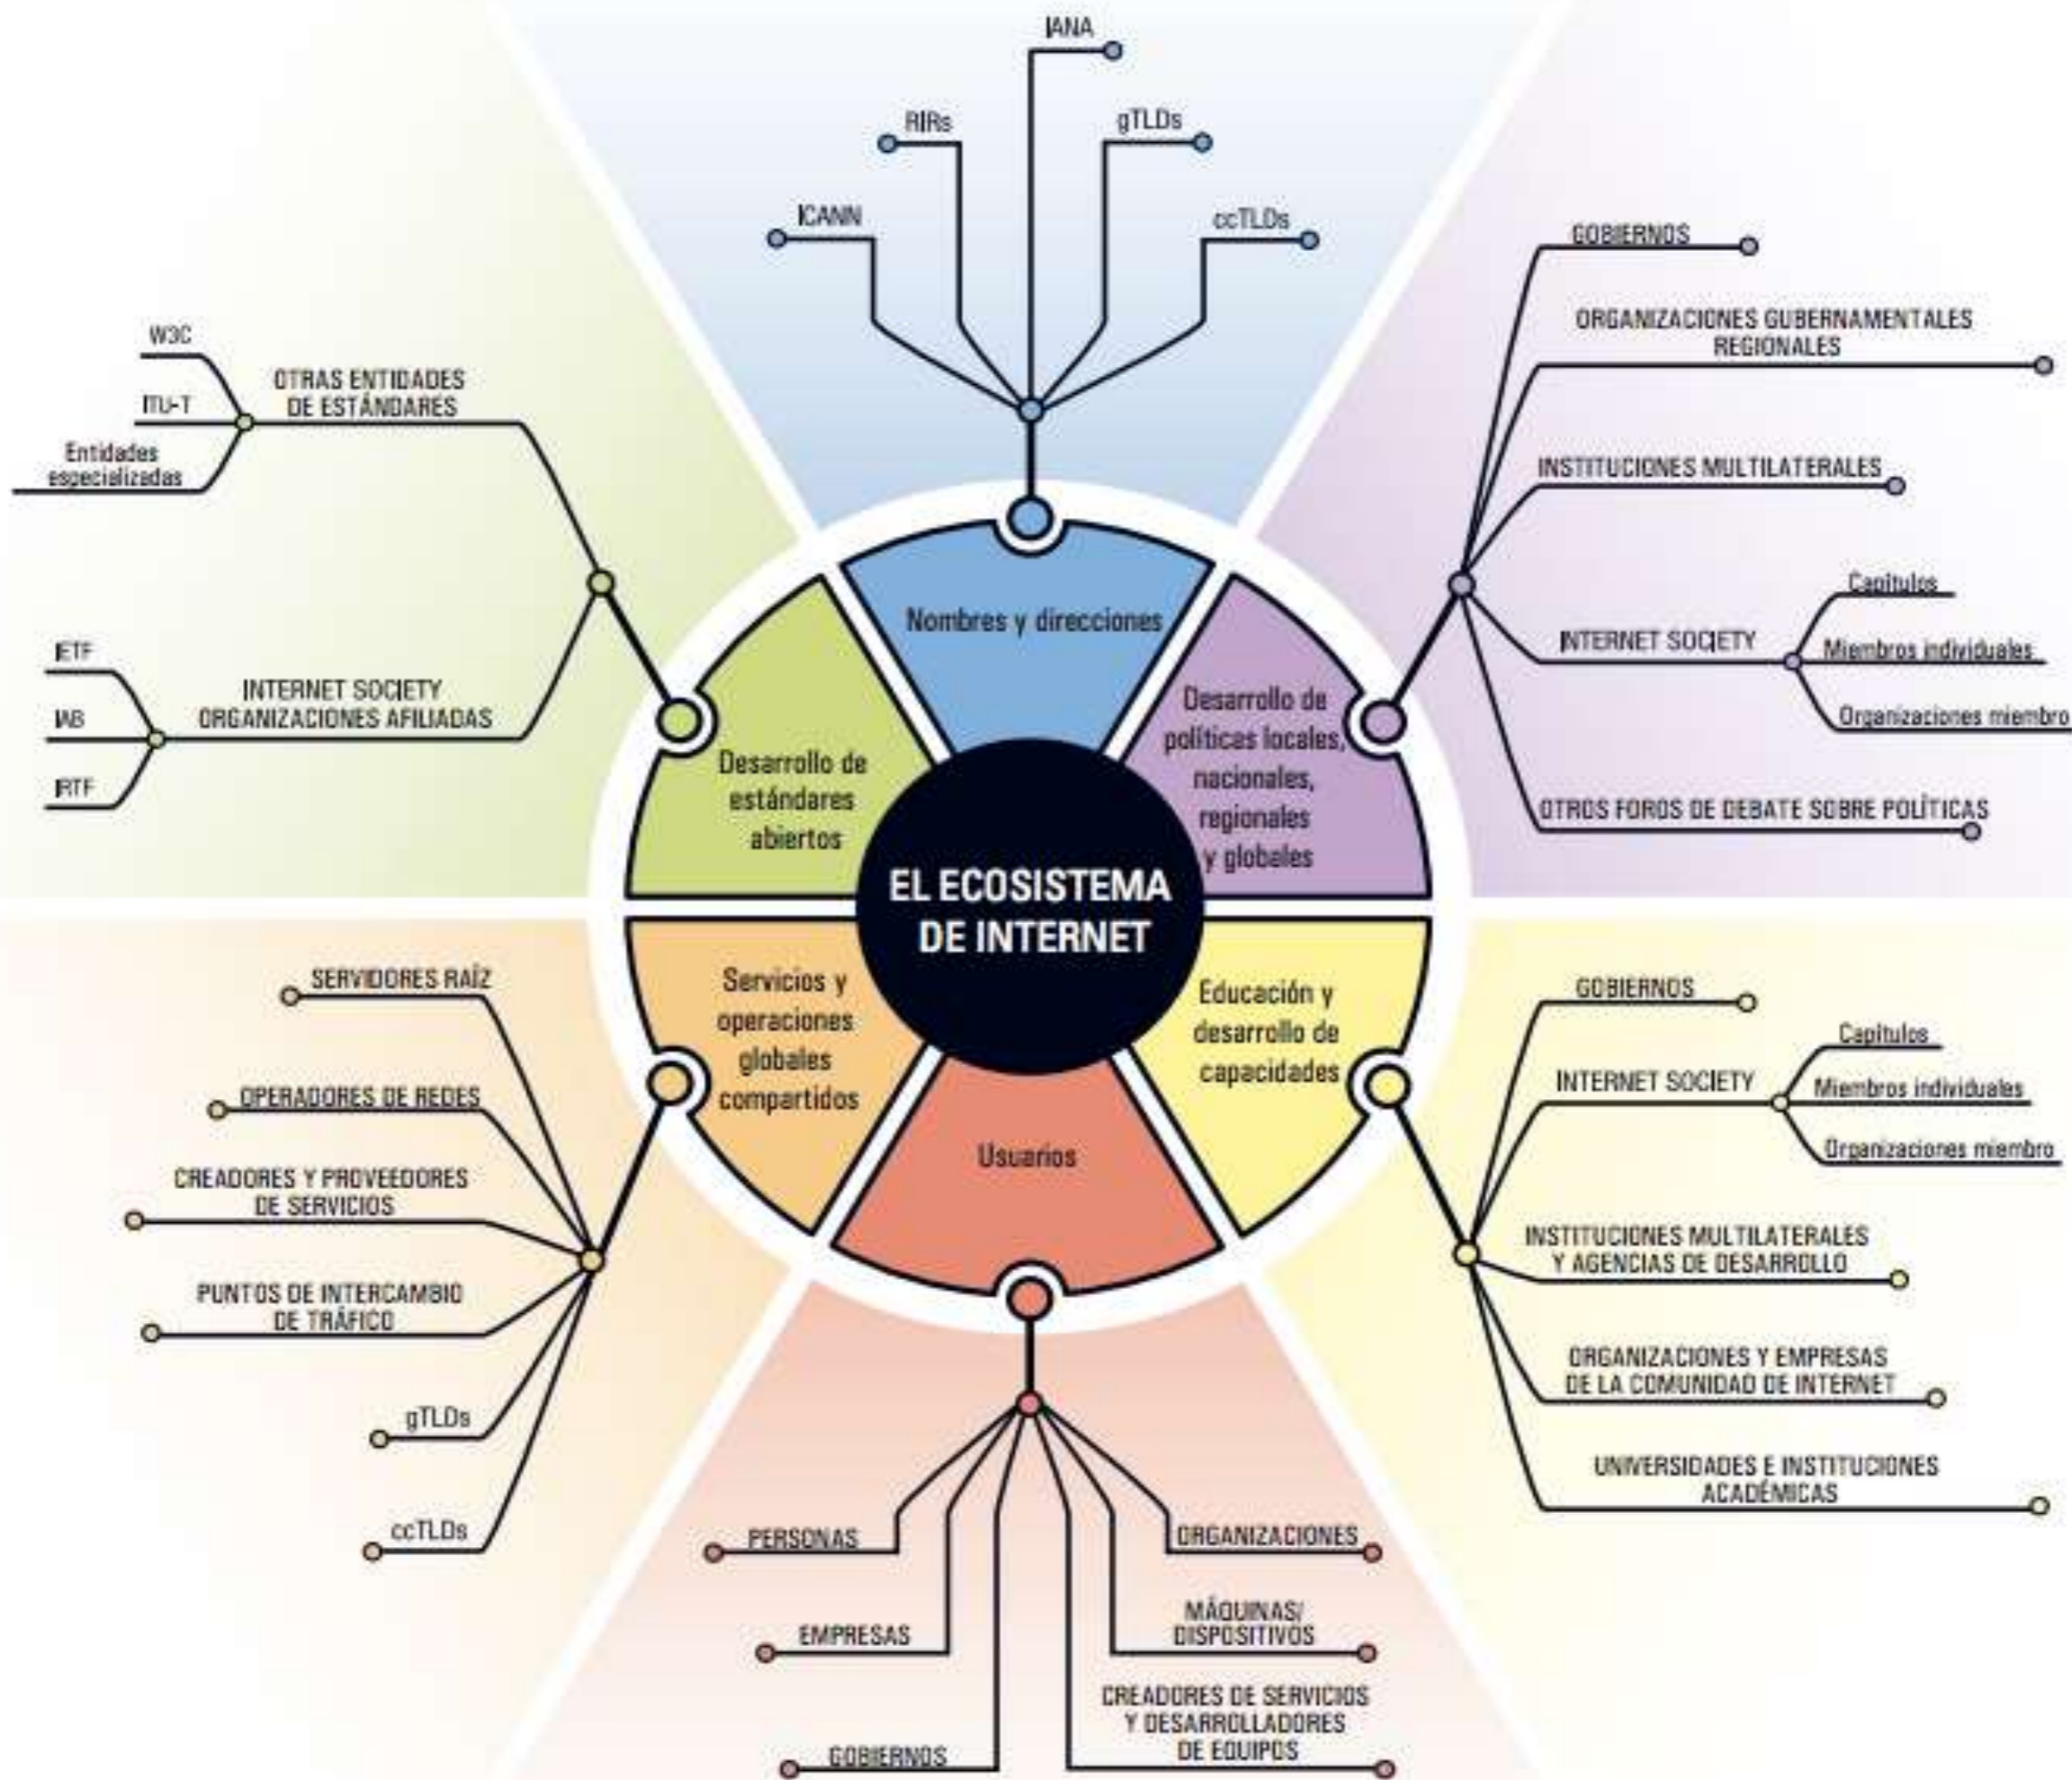 IANA
RIRs
gTLDs
ICANN
ccTLDs
Nombres y direcciones
GOBIERNOS
ORGANIZACIONES GUBERNAMENTALES
REGIONALES
INSTITUCIONES MULTILATERALES
INTERNET SOCIETY
Capítulos
Miembros individuales
Organizaciones miembro
OTROS FOROS DE DEBATE SOBRE POLÍTICAS
Desarrollo de
políticas locales,
nacionales,
regionales
y globales
W3C
ITU-T
Entidades
especializadas
OTRAS ENTIDADES
DE ESTÁNDARES
IETF
IAB
IRTF
INTERNET SOCIETY
ORGANIZACIONES AFILIADAS
Desarrollo de
estándares
abiertos
EL ECOSISTEMA
DE INTERNET
Servicios y
operaciones
globales
compartidos
SERVIDORES RAÍZ
OPERADORES DE REDES
CREADORES Y PROVEEDORES
DE SERVICIOS
PUNTOS DE INTERCAMBIO
DE TRÁFICO
gTLDs
ccTLDs
Educación y
desarrollo de
capacidades
GOBIERNOS
INTERNET SOCIETY
Capítulos
Miembros individuales
Organizaciones miembro
INSTITUCIONES MULTILATERALES
Y AGENCIAS DE DESARROLLO
ORGANIZACIONES Y EMPRESAS
DE LA COMUNIDAD DE INTERNET
UNIVERSIDADES E INSTITUCIONES
ACADÉMICAS
Usuarios
PERSONAS
EMPRESAS
GOBIERNOS
ORGANIZACIONES
MÁQUINAS/
DISPOSITIVOS
CREADORES DE SERVICIOS
Y DESARROLLADORES
DE EQUIPOS